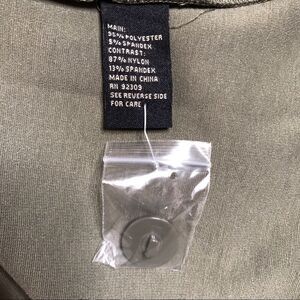 MAIN:
95% POLYESTER
5% SPANDEX
CONTRAST:
87% NYLON
13% SPANDEX
MADE IN CHINA
RN 92309
SEE REVERSE SIDE
FOR CARE